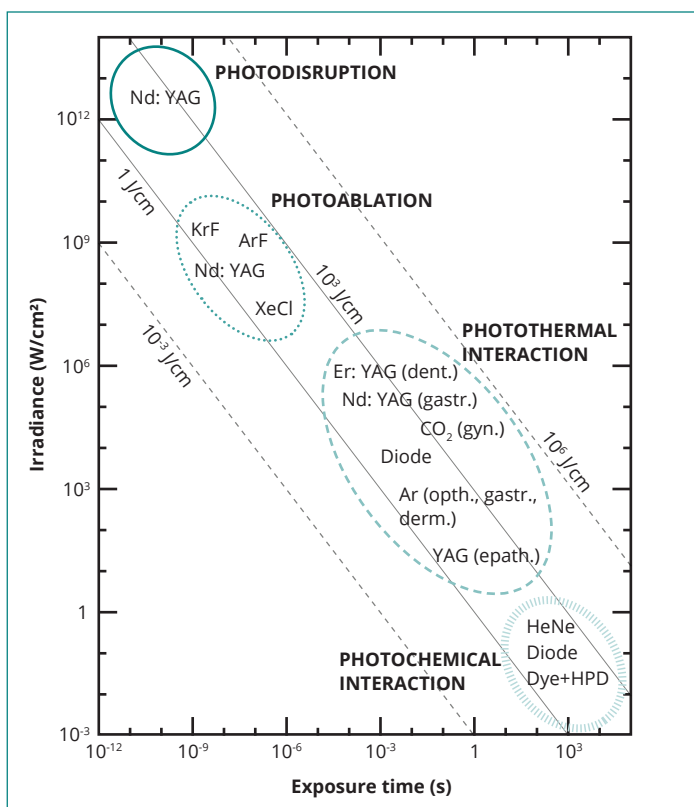 PHOTODISRUPTION
Nd: YAG
10¹²
1 J/cm
PHOTOABLATION
KrF
ArF
Nd: YAG
XeCl
10⁹
10³ J/cm
10⁻³ J/cm
PHOTOTHERMAL
INTERACTION
10⁶
Er: YAG (dent.)
Nd: YAG (gastr.)
CO₂ (gyn.)
Diode
10⁶ J/cm
10³
Ar (opth., gastr.,
derm.)
YAG (epath.)
1
HeNe
Diode
Dye+HPD
PHOTOCHEMICAL
INTERACTION
10⁻³
Irradiance (W/cm²)
10⁻¹² 10⁻⁹ 10⁻⁶ 10⁻³ 1 10³
Exposure time (s)